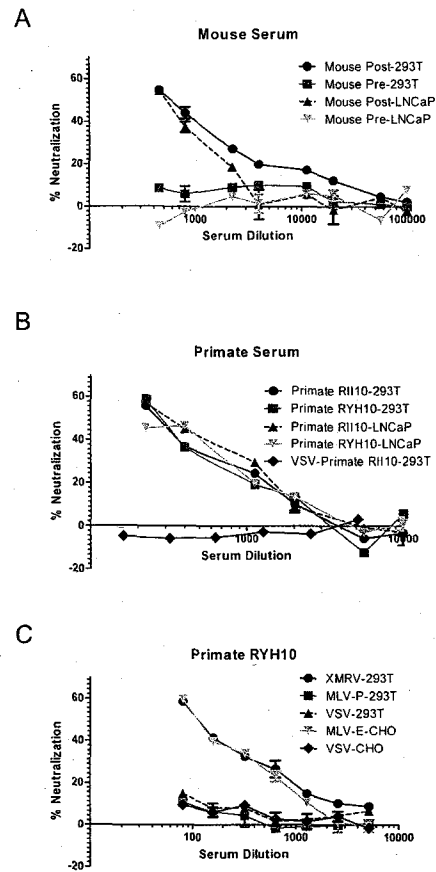 A
Mouse Serum
Mouse Post-293T
Mouse Pre-293T
Mouse Post-LNCaP
Mouse Pre-LNCaP
% Neutralization
60
40
20
0
-20
1000
10000
100000
Serum Dilution
B
Primate Serum
Primate RII10-293T
Primate RYH10-293T
Primate RII10-LNCaP
Primate RYH10-LNCaP
VSV-Primate RII10-293T
% Neutralization
60
40
20
0
-20
1000
10000
Serum Dilution
C
Primate RYH10
XMRV-293T
MLV-P-293T
VSV-293T
MLV-E-CHO
VSV-CHO
% Neutralization
60
40
20
0
-20
100
1000
10000
Serum Dilution